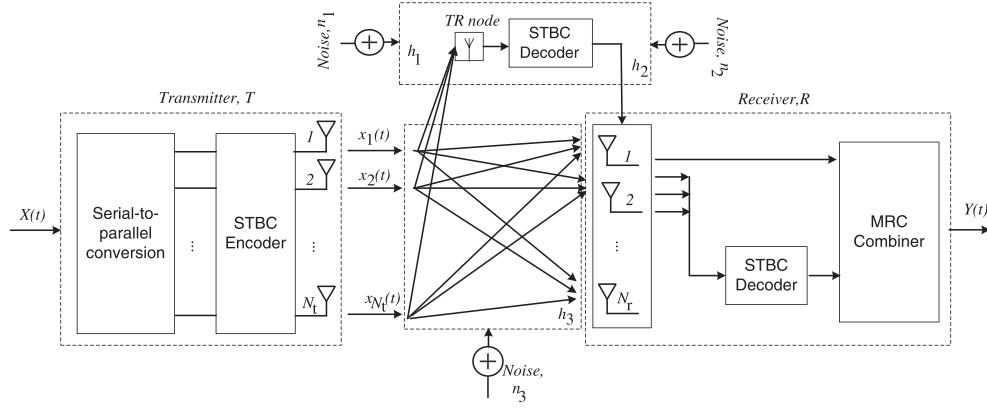 Noise, n1
h1
TR node
STBC
Decoder
h2
Noise, n2
Transmitter, T
Receiver,R
X(t)
Serial-to-
parallel
conversion
...
STBC
Encoder
1
2
...
Nt
x1(t)
x2(t)
xNt(t)
h3
Noise,
n3
1
2
...
Nr
STBC
Decoder
MRC
Combiner
Y(t)